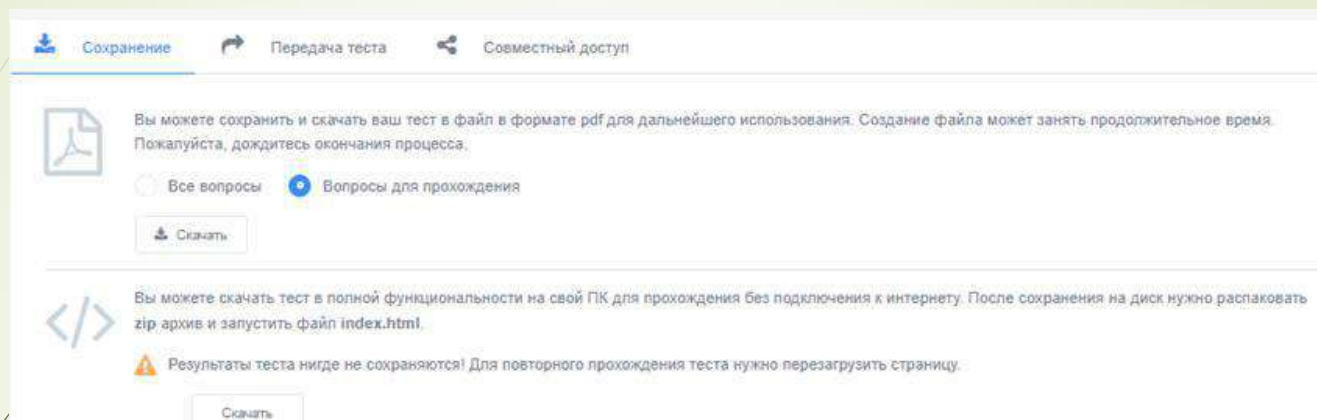 Сохранение Передача теста Совместный доступ
Вы можете сохранить и скачать ваш тест в файл в формате pdf для дальнейшего использования. Создание файла может занять продолжительное время.
Пожалуйста, дождитесь окончания процесса.
Все вопросы Вопросы для прохождения
Скачать
Вы можете скачать тест в полной функциональности на свой ПК для прохождения без подключения к интернету. После сохранения на диск нужно распаковать
</> zip архив и запустить файл index.html.
Результаты теста нигде не сохраняются! Для повторного прохождения теста нужно перезагрузить страницу.
Скачать